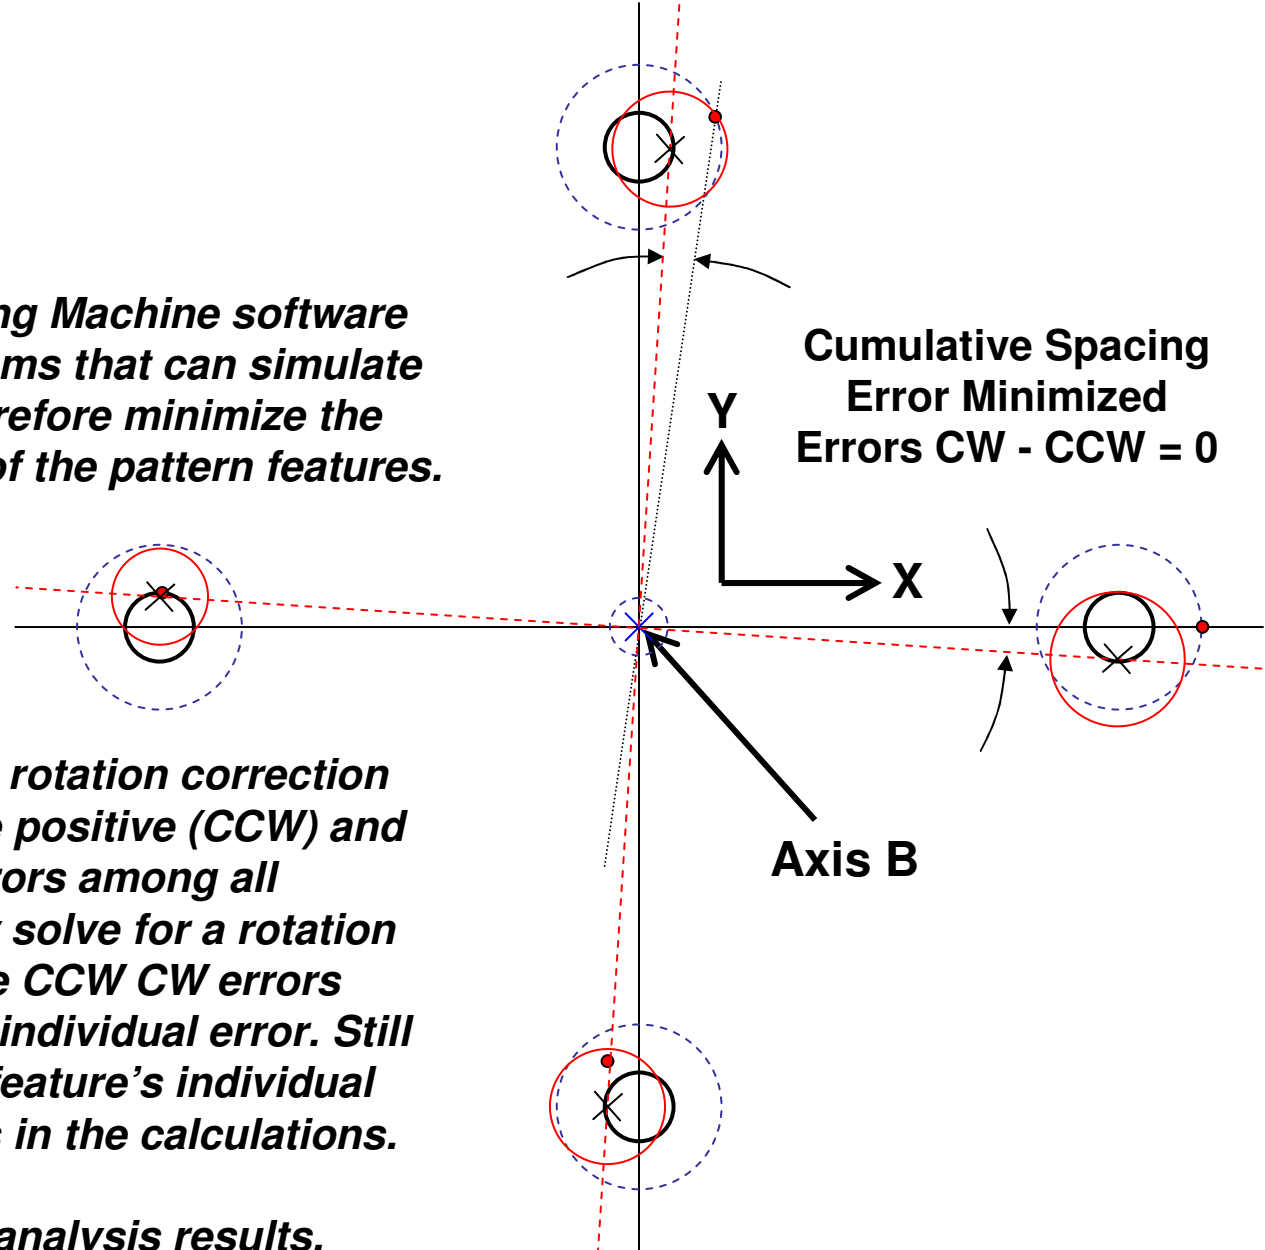 ng Machine software
ms that can simulate
refore minimize the
of the pattern features.
Cumulative Spacing
Error Minimized
Errors CW - CCW = 0
Y
X
Axis B
rotation correction
e positive (CCW) and
rors among all
y solve for a rotation
e CCW CW errors
individual error. Still
feature's individual
s in the calculations.
analysis results.